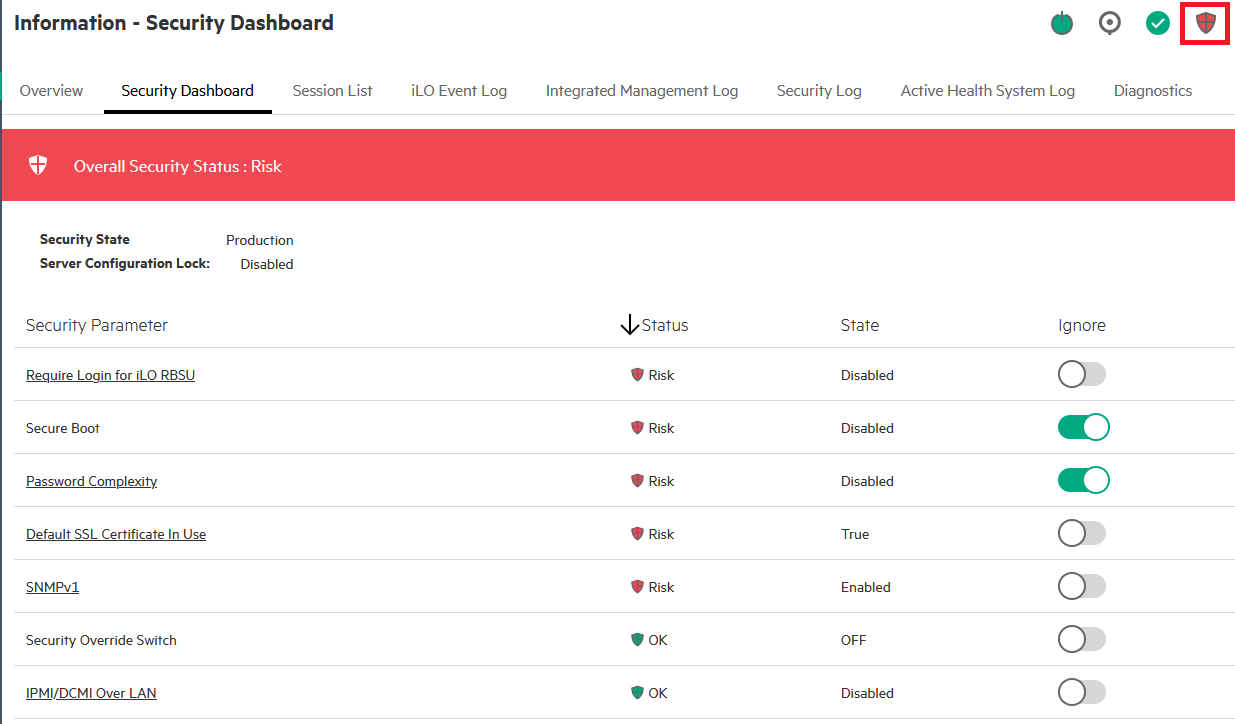 Information - Security Dashboard
Overview Security Dashboard Session List iLO Event Log Integrated Management Log Security Log Active Health System Log Diagnostics
Overall Security Status : Risk
Security State Production
Server Configuration Lock: Disabled
Security Parameter Status State Ignore
Require Login for iLO RBSU Risk Disabled
Secure Boot Risk Disabled
Password Complexity Risk Disabled
Default SSL Certificate In Use Risk True
SNMPv1 Risk Enabled
Security Override Switch OK OFF
IPMI/DCMI Over LAN OK Disabled